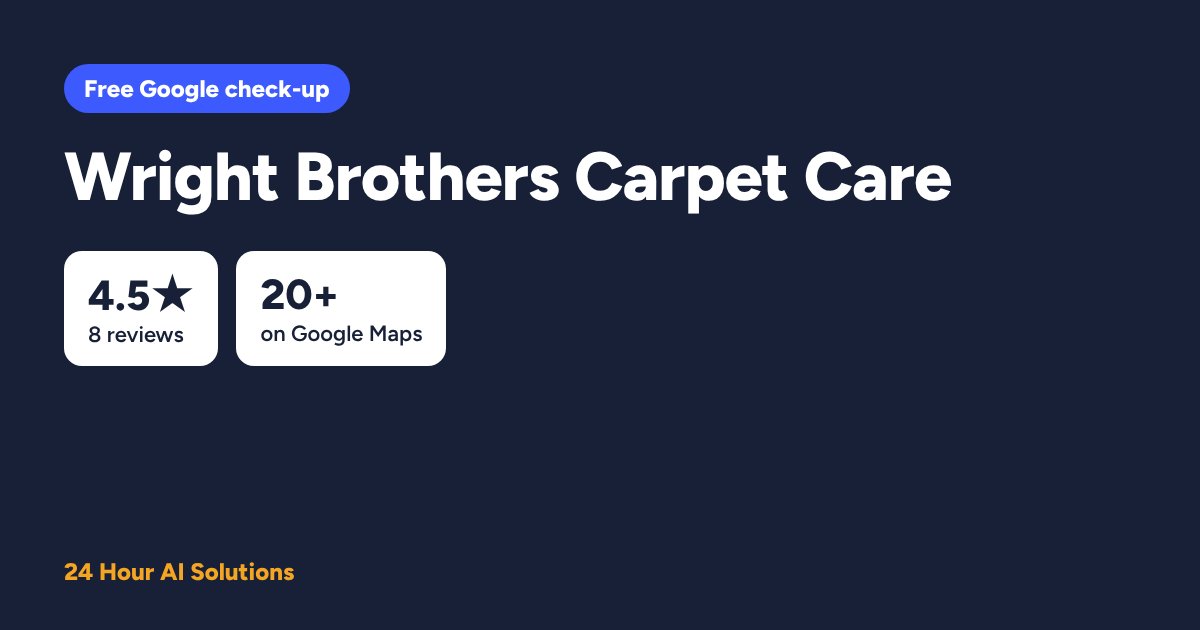 Free Google check-up
Wright Brothers Carpet Care
4.5★
8 reviews
20+
on Google Maps
24 Hour AI Solutions